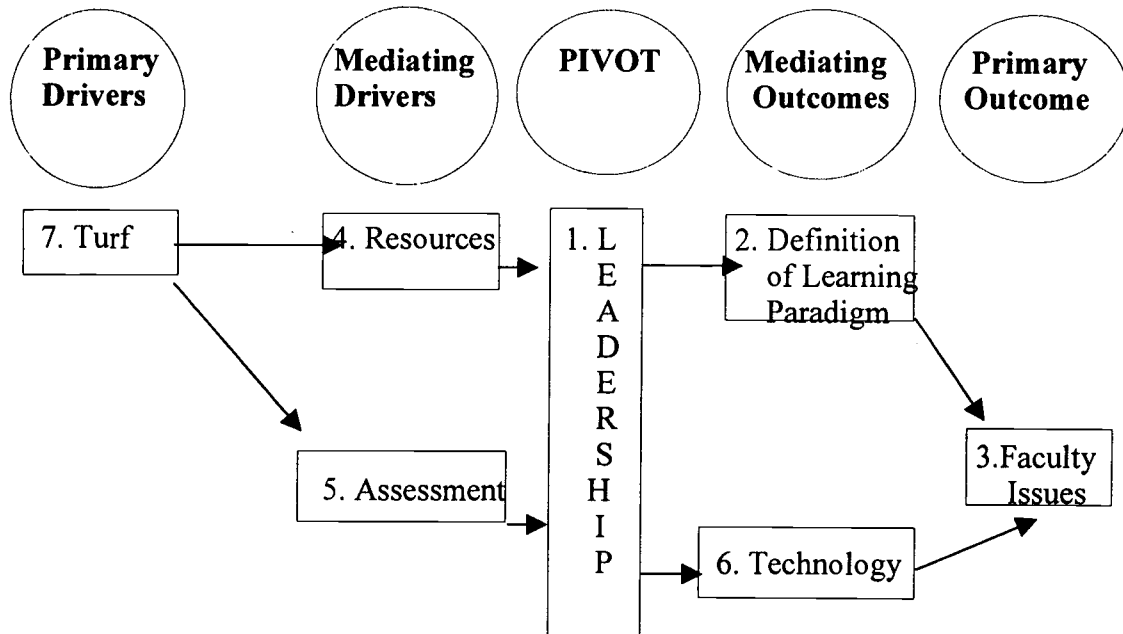 Primary
Drivers
Mediating
Drivers
PIVOT
Mediating
Outcomes
Primary
Outcome
7. Turf
4. Resources
1. L
E
A
D
E
R
S
H
I
P
2. Definition
of Learning
Paradigm
5. Assessment
3.Faculty
Issues
6. Technology